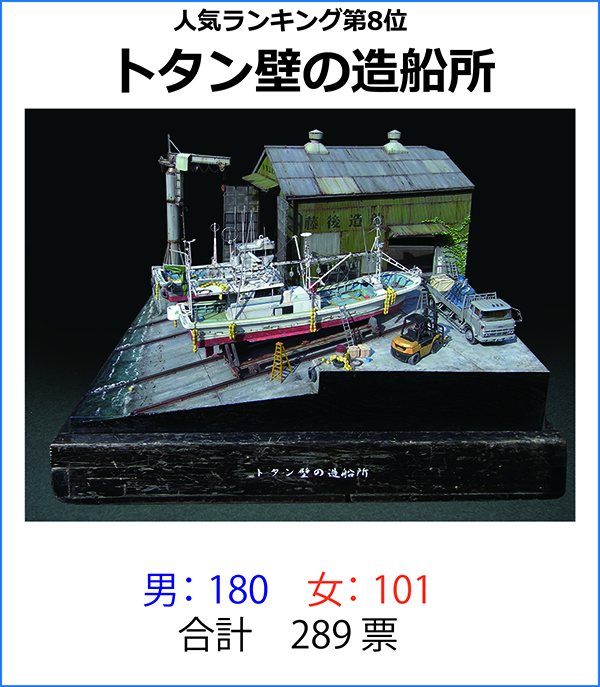 人気ランキング第8位
トタン壁の造船所
藤後造船
トタン壁の造船所
男： 180　女： 101
合計　289 票